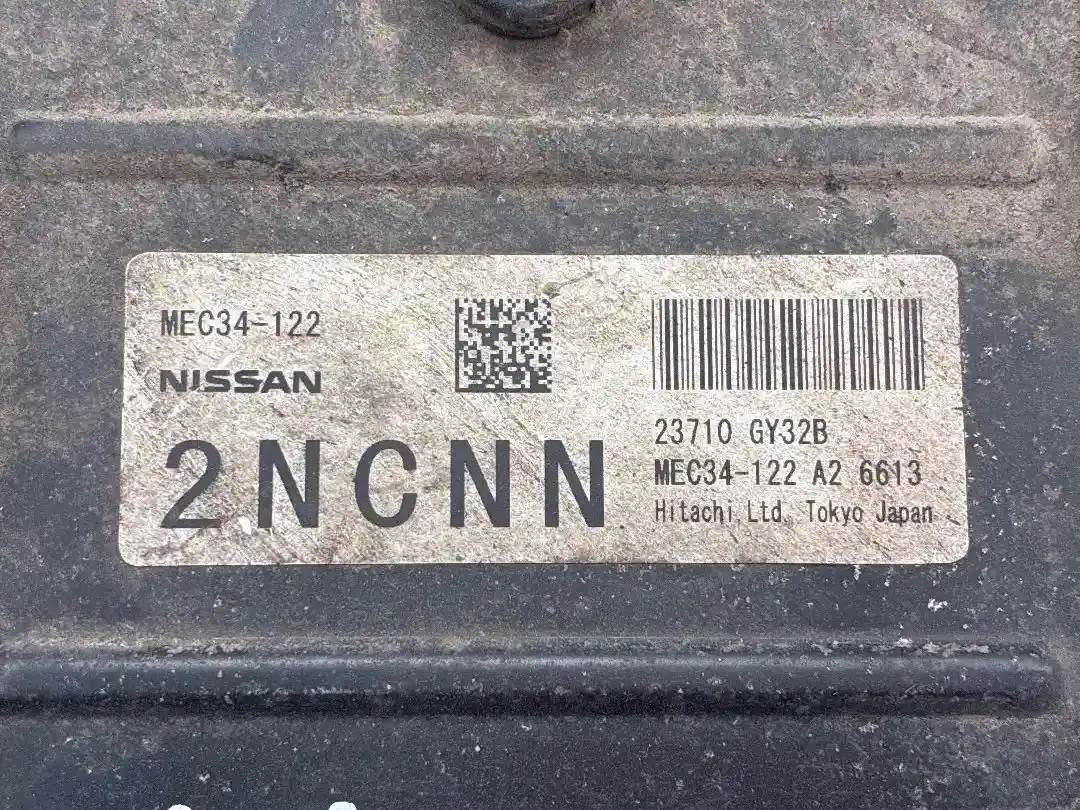 MEC34-122
NISSAN
2NCNN
23710 GY32B
MEC34-122 A2 6613
Hitachi,Ltd. Tokyo Japan